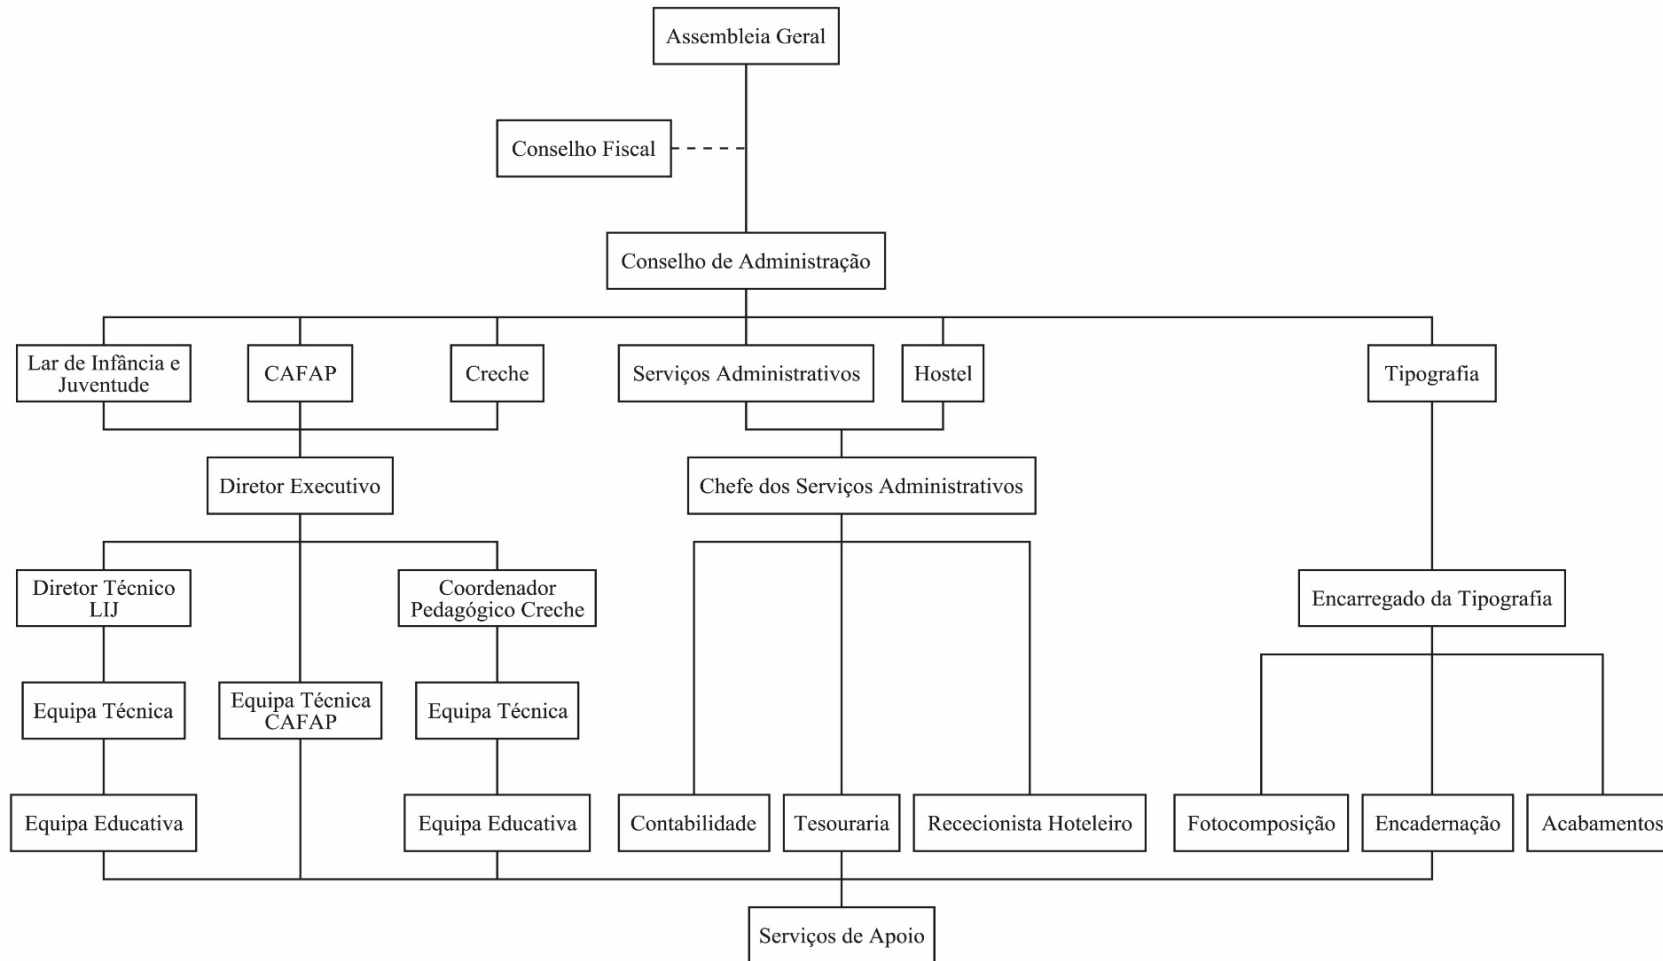 Assembleia Geral
Conselho Fiscal
Conselho de Administração
Lar de Infância e
Juventude
CAFAP
Creche
Serviços Administrativos
Hostel
Tipografia
Diretor Executivo
Chefe dos Serviços Administrativos
Diretor Técnico
LIJ
Coordenador
Pedagógico Creche
Encarregado da Tipografia
Equipa Técnica
Equipa Técnica
CAFAP
Equipa Técnica
Equipa Educativa
Equipa Educativa
Contabilidade
Tesouraria
Rececionista Hoteleiro
Fotocomposição
Encadernação
Acabamentos
Serviços de Apoio